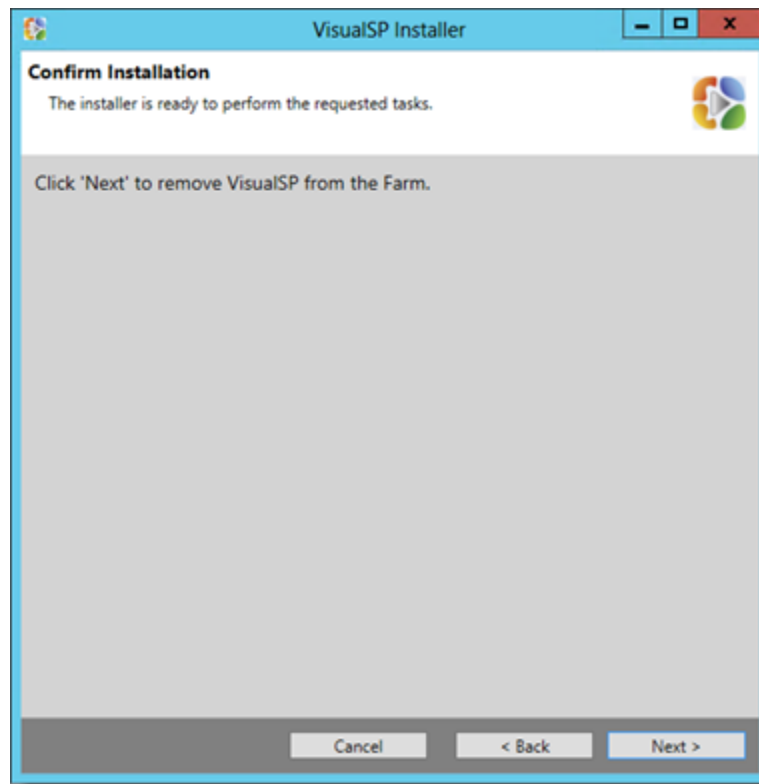 VisualSP Installer
Confirm Installation
The installer is ready to perform the requested tasks.
Click 'Next' to remove VisualSP from the Farm.
Cancel
< Back
Next >